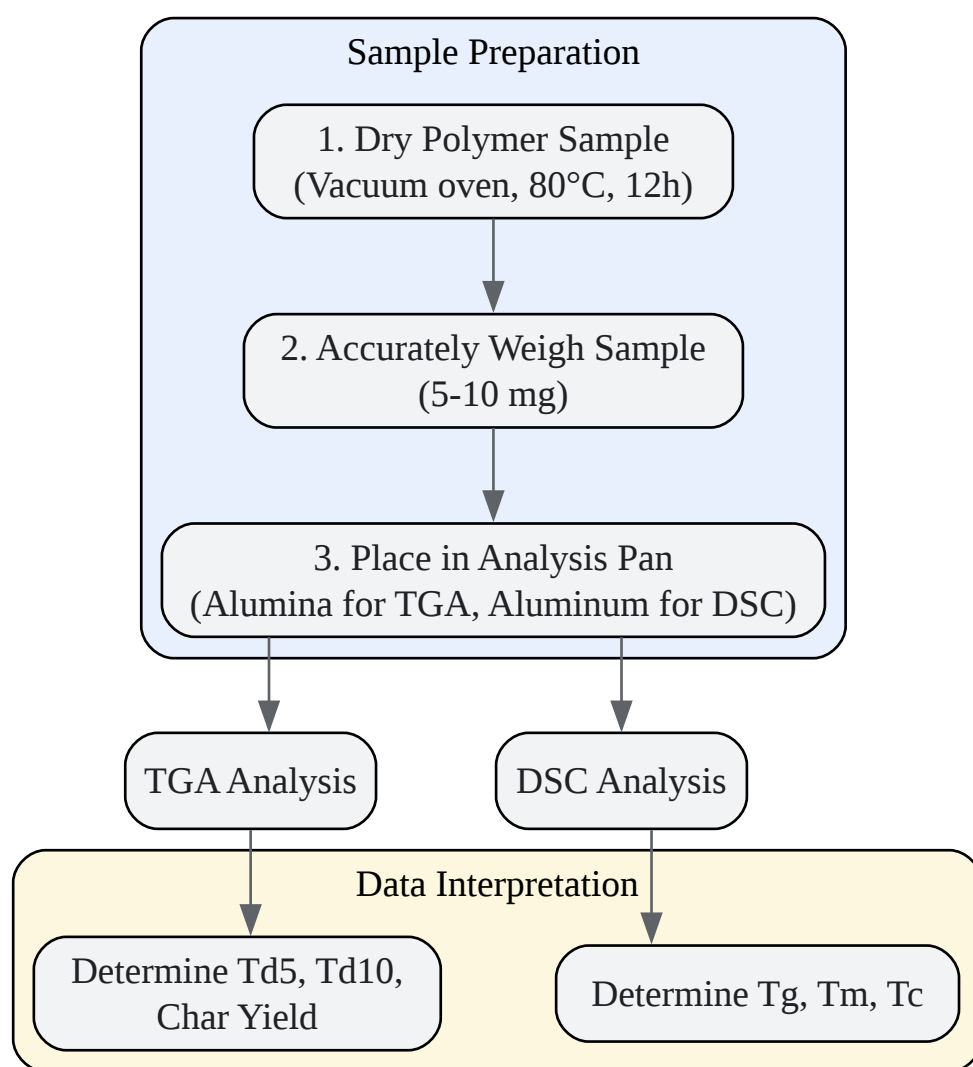 Sample Preparation
1. Dry Polymer Sample
(Vacuum oven, 80°C, 12h)
2. Accurately Weigh Sample
(5-10 mg)
3. Place in Analysis Pan
(Alumina for TGA, Aluminum for DSC)
TGA Analysis
DSC Analysis
Data Interpretation
Determine Td5, Td10,
Char Yield
Determine Tg, Tm, Tc